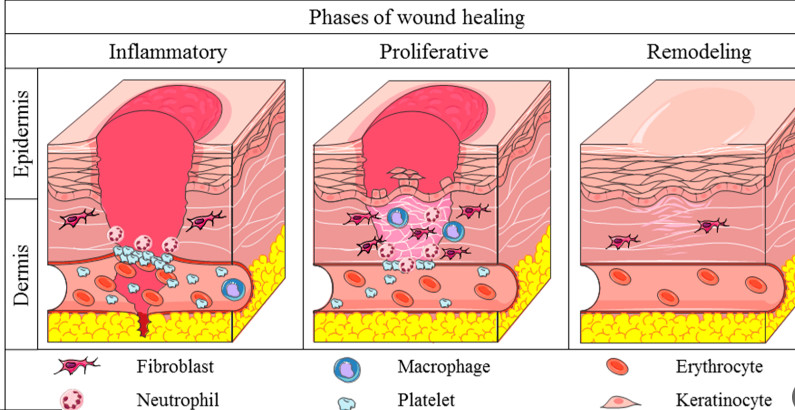 Phases of wound healing
Inflammatory Proliferative Remodeling
Epidermis
Dermis
Fibroblast Macrophage Erythrocyte
Neutrophil Platelet Keratinocyte